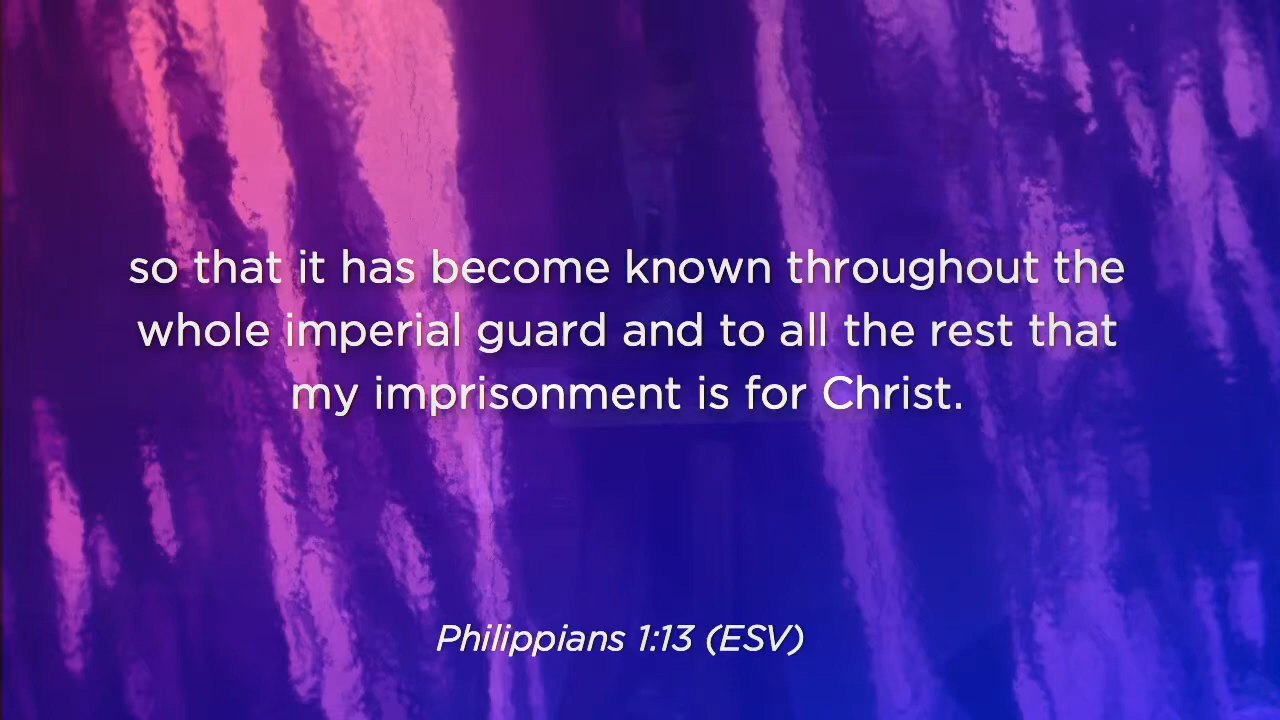 so that it has become known throughout the
whole imperial guard and to all the rest that
my imprisonment is for Christ.
Philippians 1:13 (ESV)